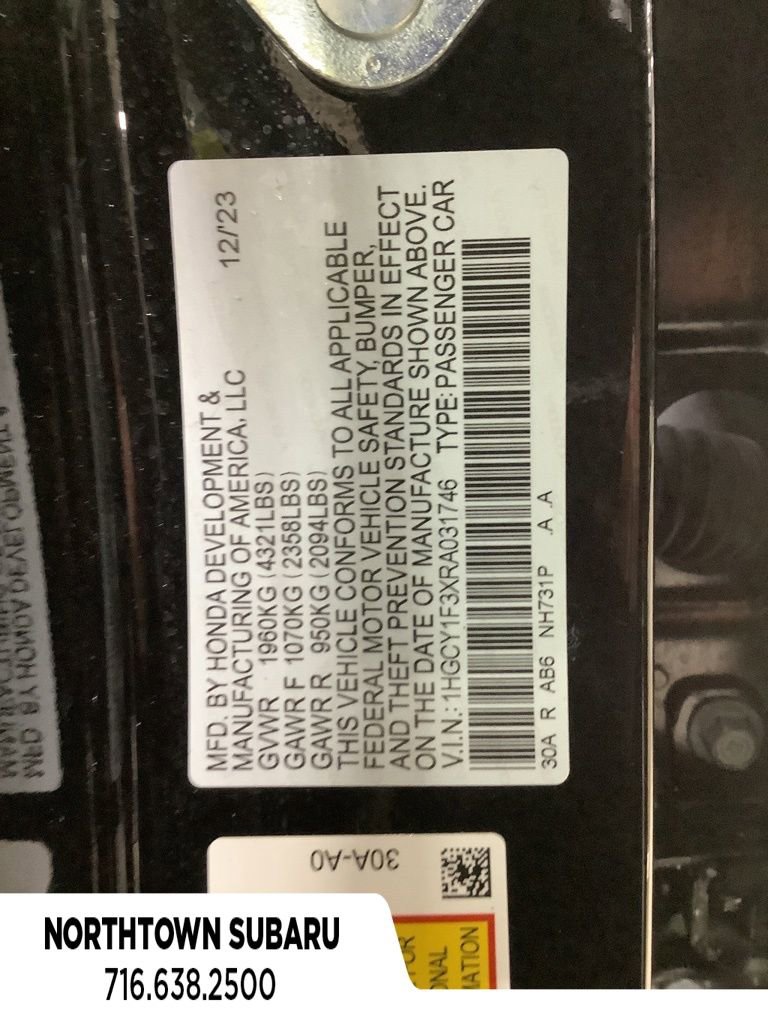 MFD. BY HONDA DEVELOPMENT &
MANUFACTURING OF AMERICA, LLC 12/'23
GVWR 1960KG (4321LBS)
GAWR F 1070KG (2358LBS)
GAWR R 950KG (2094LBS)
THIS VEHICLE CONFORMS TO ALL APPLICABLE
FEDERAL MOTOR VEHICLE SAFETY, BUMPER,
AND THEFT PREVENTION STANDARDS IN EFFECT
ON THE DATE OF MANUFACTURE SHOWN ABOVE.
V.I.N.: 1HGCY1F3XRA031746 TYPE: PASSENGER CAR
30A R AB6 NH731P .A .A
30A-A0
NORTHTOWN SUBARU
716.638.2500